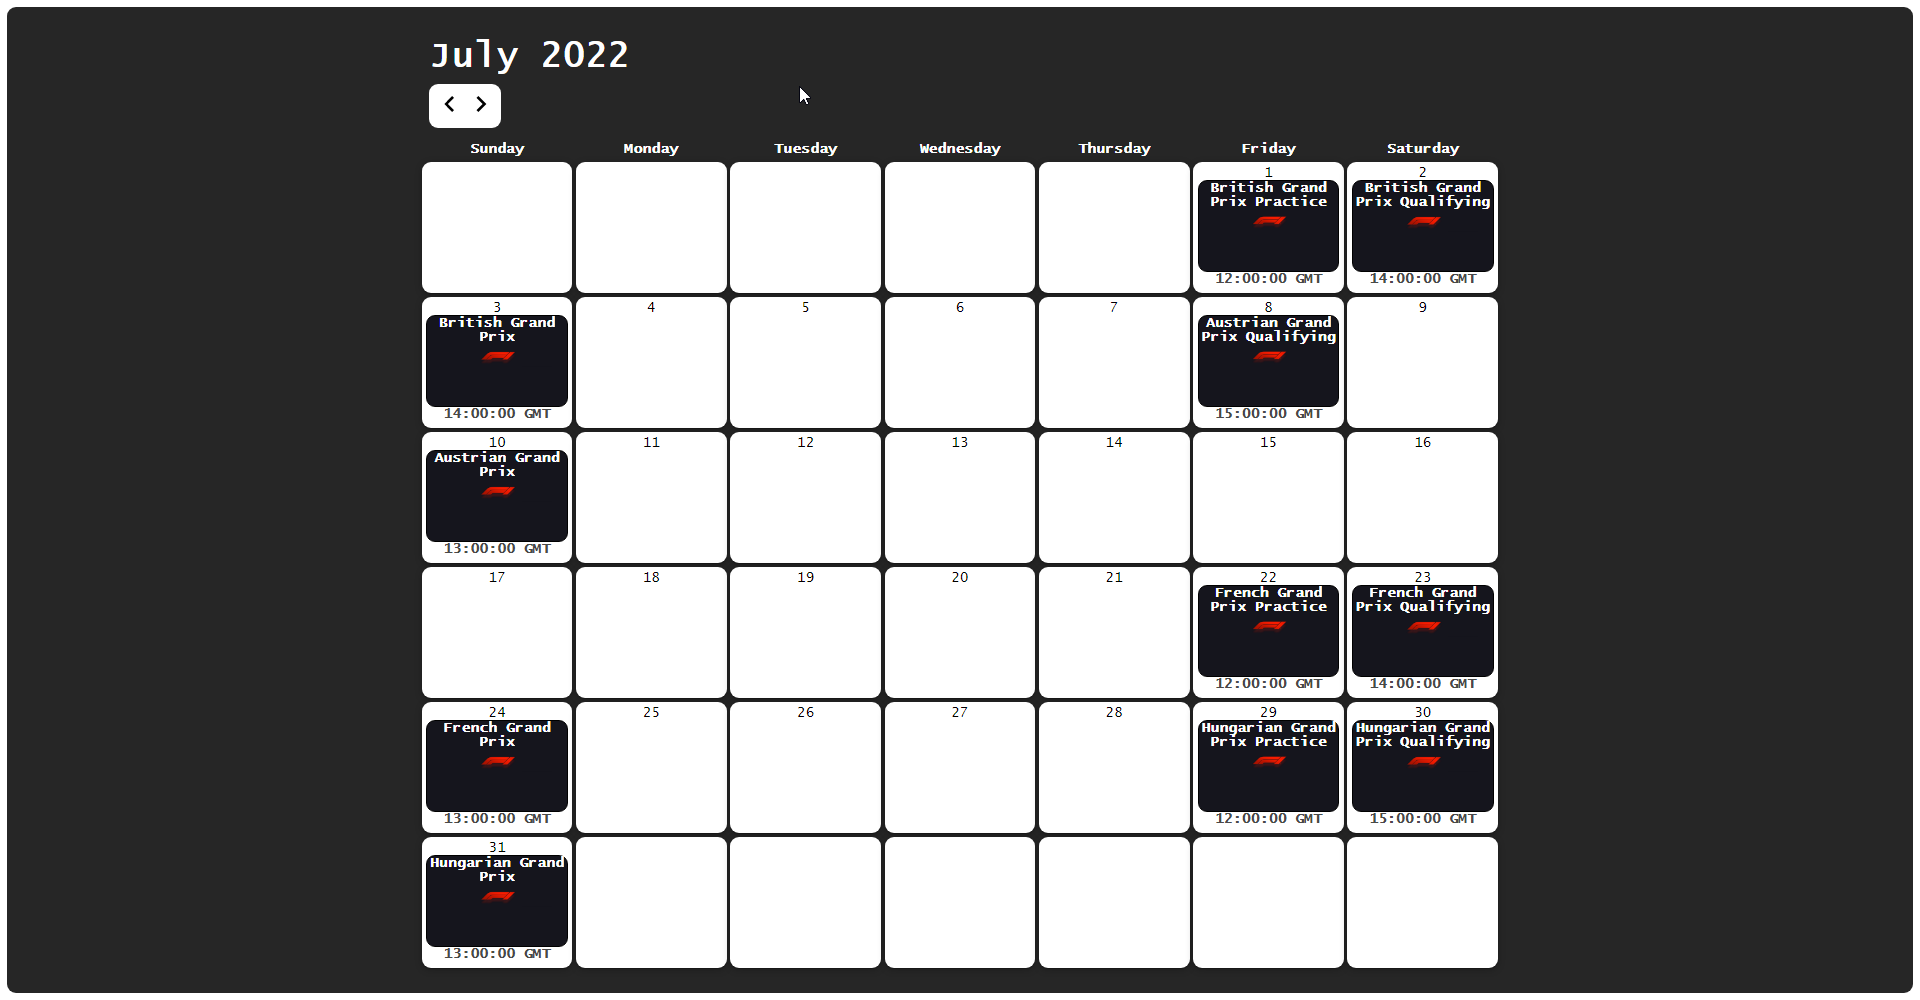 July 2022
Sunday Monday Tuesday Wednesday Thursday Friday Saturday
1
British Grand
Prix Practice
12:00:00 GMT
2
British Grand
Prix Qualifying
14:00:00 GMT
3
British Grand
Prix
14:00:00 GMT
4
5
6
7
8
Austrian Grand
Prix Qualifying
15:00:00 GMT
9
10
Austrian Grand
Prix
13:00:00 GMT
11
12
13
14
15
16
17
18
19
20
21
22
French Grand
Prix Practice
12:00:00 GMT
23
French Grand
Prix Qualifying
14:00:00 GMT
24
French Grand
Prix
13:00:00 GMT
25
26
27
28
29
Hungarian Grand
Prix Practice
12:00:00 GMT
30
Hungarian Grand
Prix Qualifying
15:00:00 GMT
31
Hungarian Grand
Prix
13:00:00 GMT